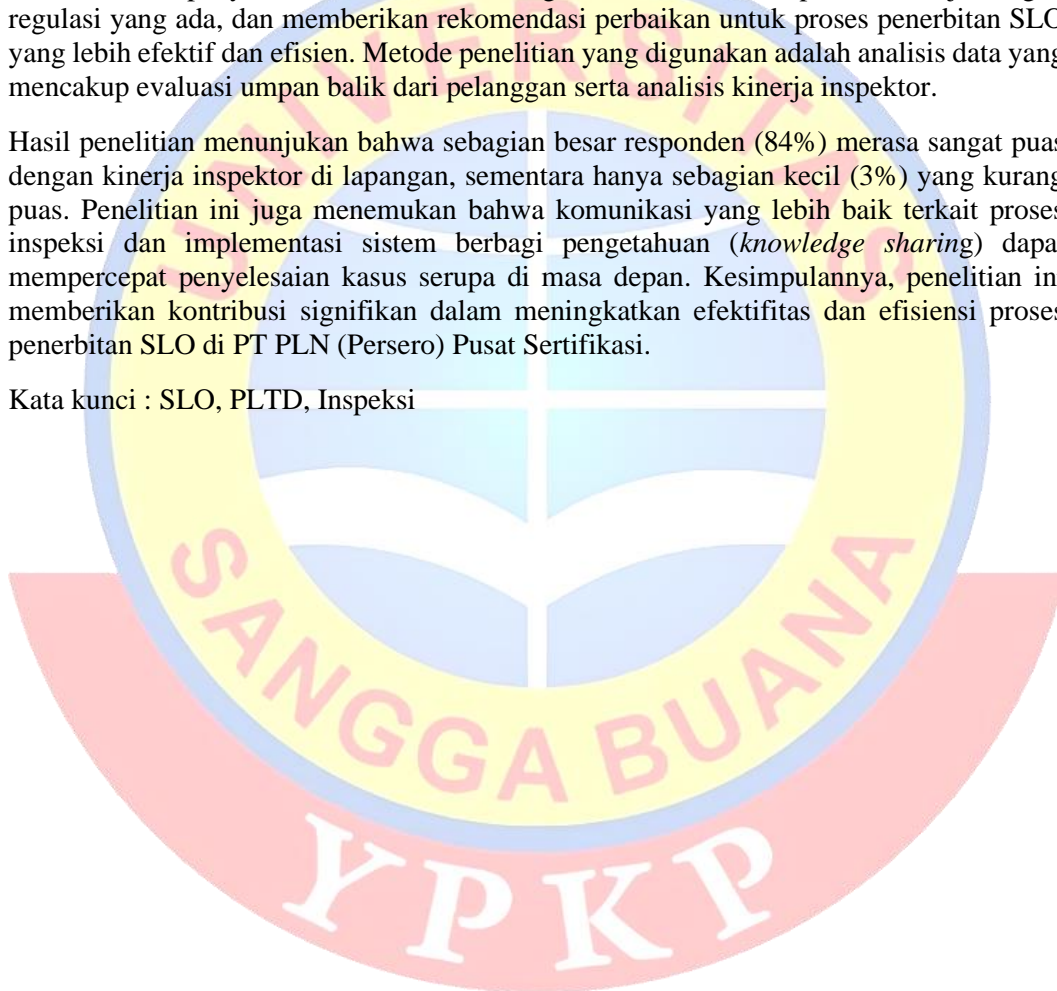 regulasi yang ada, dan memberikan rekomendasi perbaikan untuk proses penerbitan SLO
yang lebih efektif dan efisien. Metode penelitian yang digunakan adalah analisis data yang
mencakup evaluasi umpan balik dari pelanggan serta analisis kinerja inspektor.
Hasil penelitian menunjukan bahwa sebagian besar responden (84%) merasa sangat puas
dengan kinerja inspektor di lapangan, sementara hanya sebagian kecil (3%) yang kurang
puas. Penelitian ini juga menemukan bahwa komunikasi yang lebih baik terkait proses
inspeksi dan implementasi sistem berbagi pengetahuan (knowledge sharing) dapa
mempercepat penyelesaian kasus serupa di masa depan. Kesimpulannya, penelitian in
memberikan kontribusi signifikan dalam meningkatkan efektifitas dan efisiensi proses
penerbitan SLO di PT PLN (Persero) Pusat Sertifikasi.
Kata kunci : SLO, PLTD, Inspeksi
UNIVERSITAS
SANGGA BUANA
YPKP